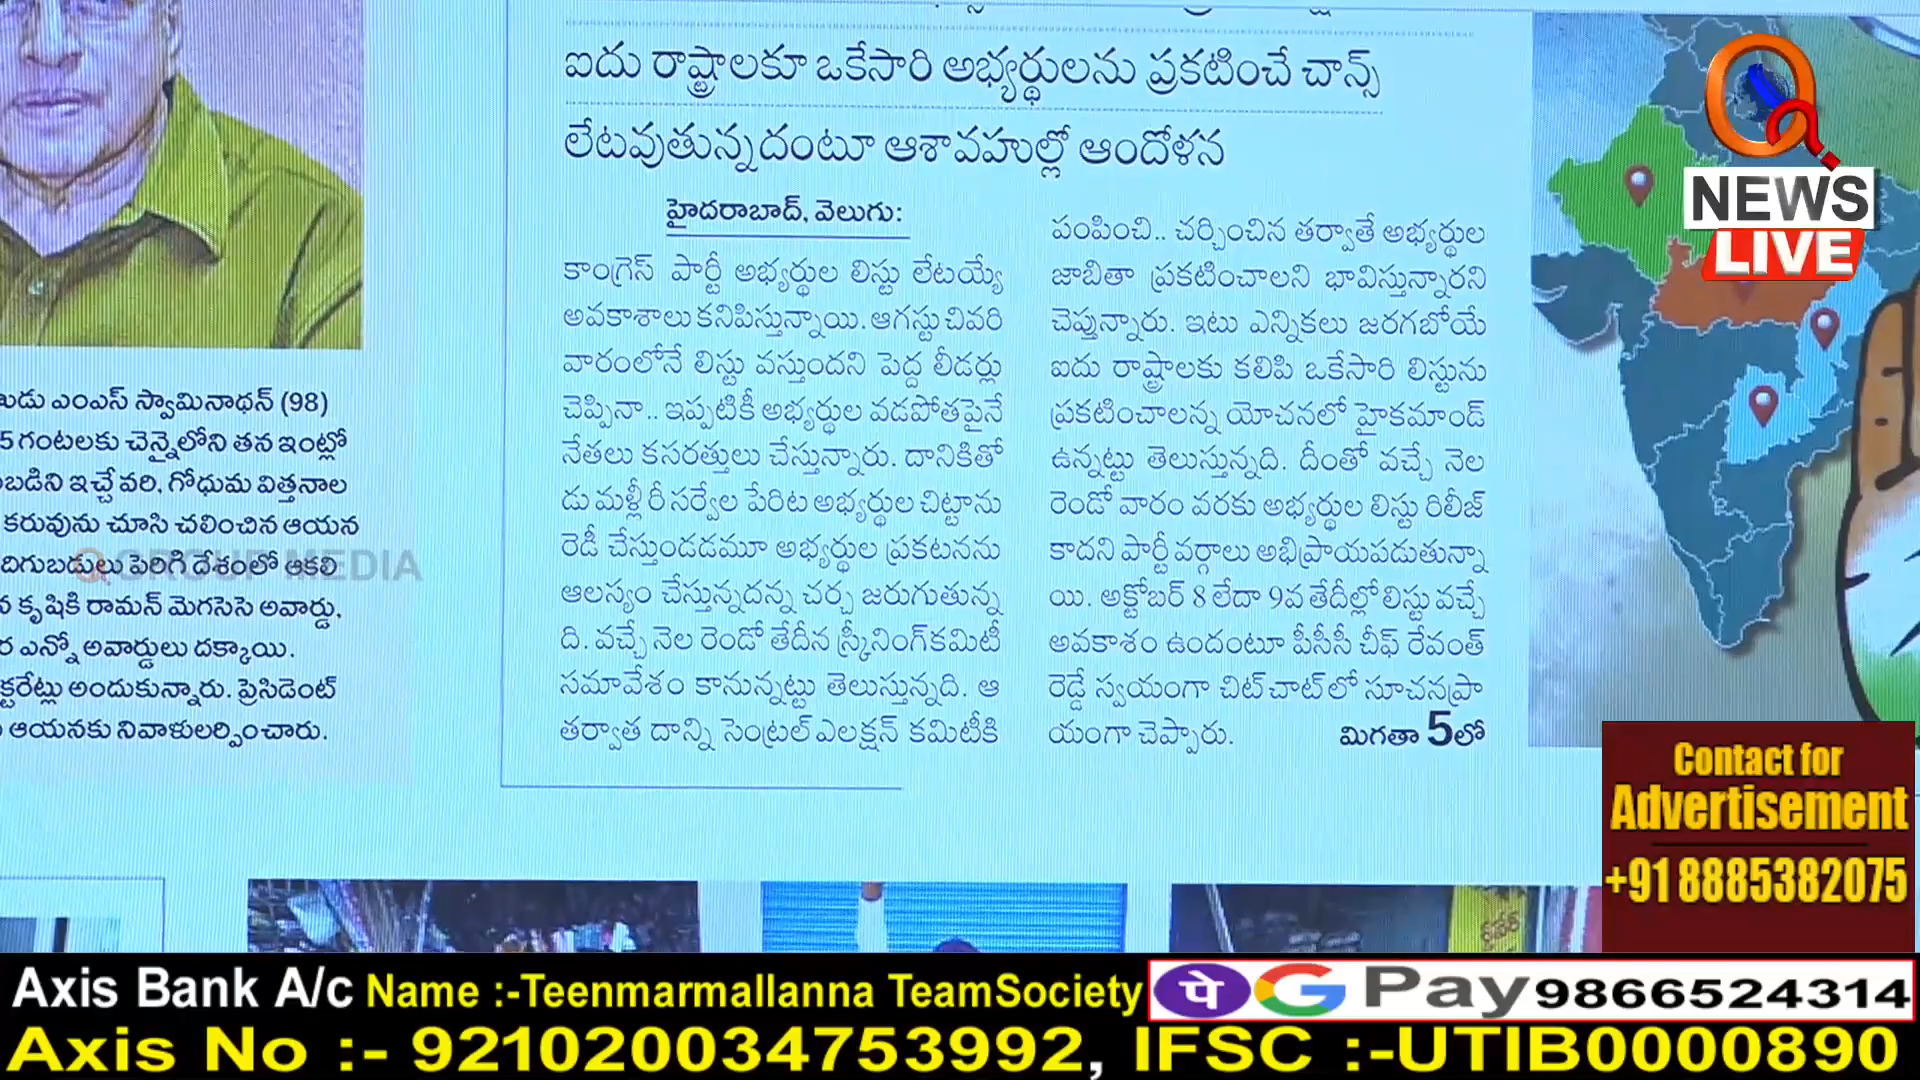 ఐదు రాష్ట్రాలకూ ఒకేసారి అభ్యర్థులను ప్రకటించే చాన్స్
లేటవుతున్నదంటూ ఆశావహుల్లో ఆందోళన
హైదరాబాద్, వెలుగు:
కాంగ్రెస్ పార్టీ అభ్యర్థుల లిస్టు లేటయ్యే
అవకాశాలు కనిపిస్తున్నాయి. ఆగస్టు చివరి
వారంలోనే లిస్టు వస్తుందని పెద్ద లీడర్లు
చెప్పినా.. ఇప్పటికీ అభ్యర్థుల వడపోతపైనే
నేతలు కసరత్తులు చేస్తున్నారు. దానికితో
డు మళ్లీ రీ సర్వేల పేరిట అభ్యర్థుల చిట్టాను
రెడీ చేస్తుండడమూ అభ్యర్థుల ప్రకటనను
ఆలస్యం చేస్తున్నదన్న చర్చ జరుగుతున్న
ది. వచ్చే నెల రెండో తేదీన స్క్రీనింగ్ కమిటీ
సమావేశం కానున్నట్టు తెలుస్తున్నది. ఆ
తర్వాత దాన్ని సెంట్రల్ ఎలక్షన్ కమిటీకి
పంపించి.. చర్చించిన తర్వాతే అభ్యర్థుల
జాబితా ప్రకటించాలని భావిస్తున్నారని
చెప్తున్నారు. ఇటు ఎన్నికలు జరగబోయే
ఐదు రాష్ట్రాలకు కలిపి ఒకేసారి లిస్టును
ప్రకటించాలన్న యోచనలో హైకమాండ్
ఉన్నట్టు తెలుస్తున్నది. దీంతో వచ్చే నెల
రెండో వారం వరకు అభ్యర్థుల లిస్టు రిలీజ్
కాదని పార్టీ వర్గాలు అభిప్రాయపడుతున్నా
యి. అక్టోబర్ 8 లేదా 9వ తేదీల్లో లిస్టు వచ్చే
అవకాశం ఉందంటూ పీసీసీ చీఫ్ రేవంత్
రెడ్డే స్వయంగా చిట్ చాట్‌లో సూచనప్రా
యంగా చెప్పారు.
మిగతా 5లో
ఎంఎస్ స్వామినాథన్ (98)
గంటలకు చెన్నైలోని తన ఇంట్లో
ఇచ్చే వరి, గోధుమ విత్తనాల
కరువును చూసి చలించిన ఆయన
దిగుబడులు పెరిగి దేశంలో ఆకలి
కృషికి రామన్ మెగసెసె అవార్డు,
ఎన్నో అవార్డులు దక్కాయి.
అందుకున్నారు. ప్రెసిడెంట్
ఆయనకు నివాళులర్పించారు.
GROUP MEDIA
Q
NEWS
LIVE
Contact for
Advertisement
+91 8885382075
Axis Bank A/c Name :-Teenmarmallanna TeamSociety
पे G Pay 9866524314
Axis No :- 921020034753992, IFSC :-UTIB0000890